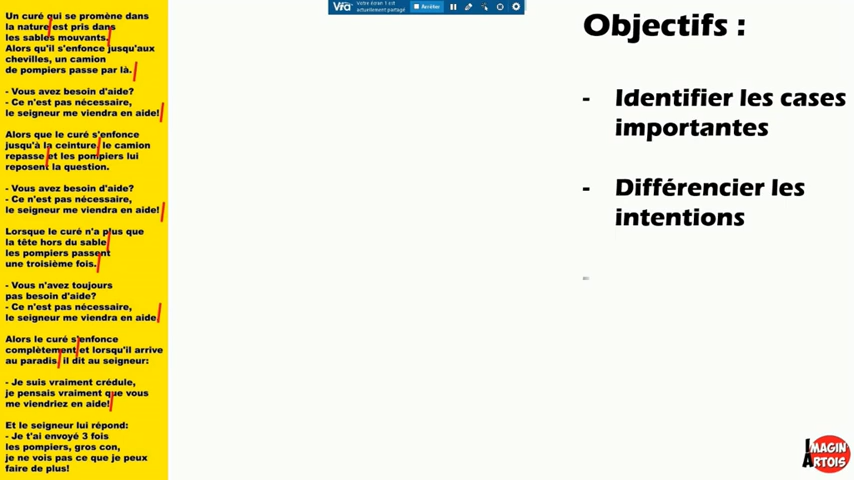 Un curé qui se promène dans
la nature est pris dans
les sables mouvants.
Alors qu'il s'enfonce jusqu'aux
chevilles, un camion
de pompiers passe par là.
- Vous avez besoin d'aide?
- Ce n'est pas nécessaire,
le seigneur me viendra en aide!
Alors que le curé s'enfonce
jusqu'à la ceinture, le camion
repasse et les pompiers lui
reposent la question.
- Vous avez besoin d'aide?
- Ce n'est pas nécessaire,
le seigneur me viendra en aide!
Lorsque le curé n'a plus que
la tête hors du sable
les pompiers passent
une troisième fois.
- Vous n'avez toujours
pas besoin d'aide?
- Ce n'est pas nécessaire,
le seigneur me viendra en aide
Alors le curé s'enfonce
complètement et lorsqu'il arrive
au paradis, il dit au seigneur:
- Je suis vraiment crédule,
je pensais vraiment que vous
me viendriez en aide!
Et le seigneur lui répond:
- Je t'ai envoyé 3 fois
les pompiers, gros con,
je ne vois pas ce que je peux
faire de plus!
Votre écran 1 est
actuellement partagé
Arrêter
Objectifs :
- Identifier les cases
importantes
- Différencier les
intentions
IMAGIN
ARTOIS